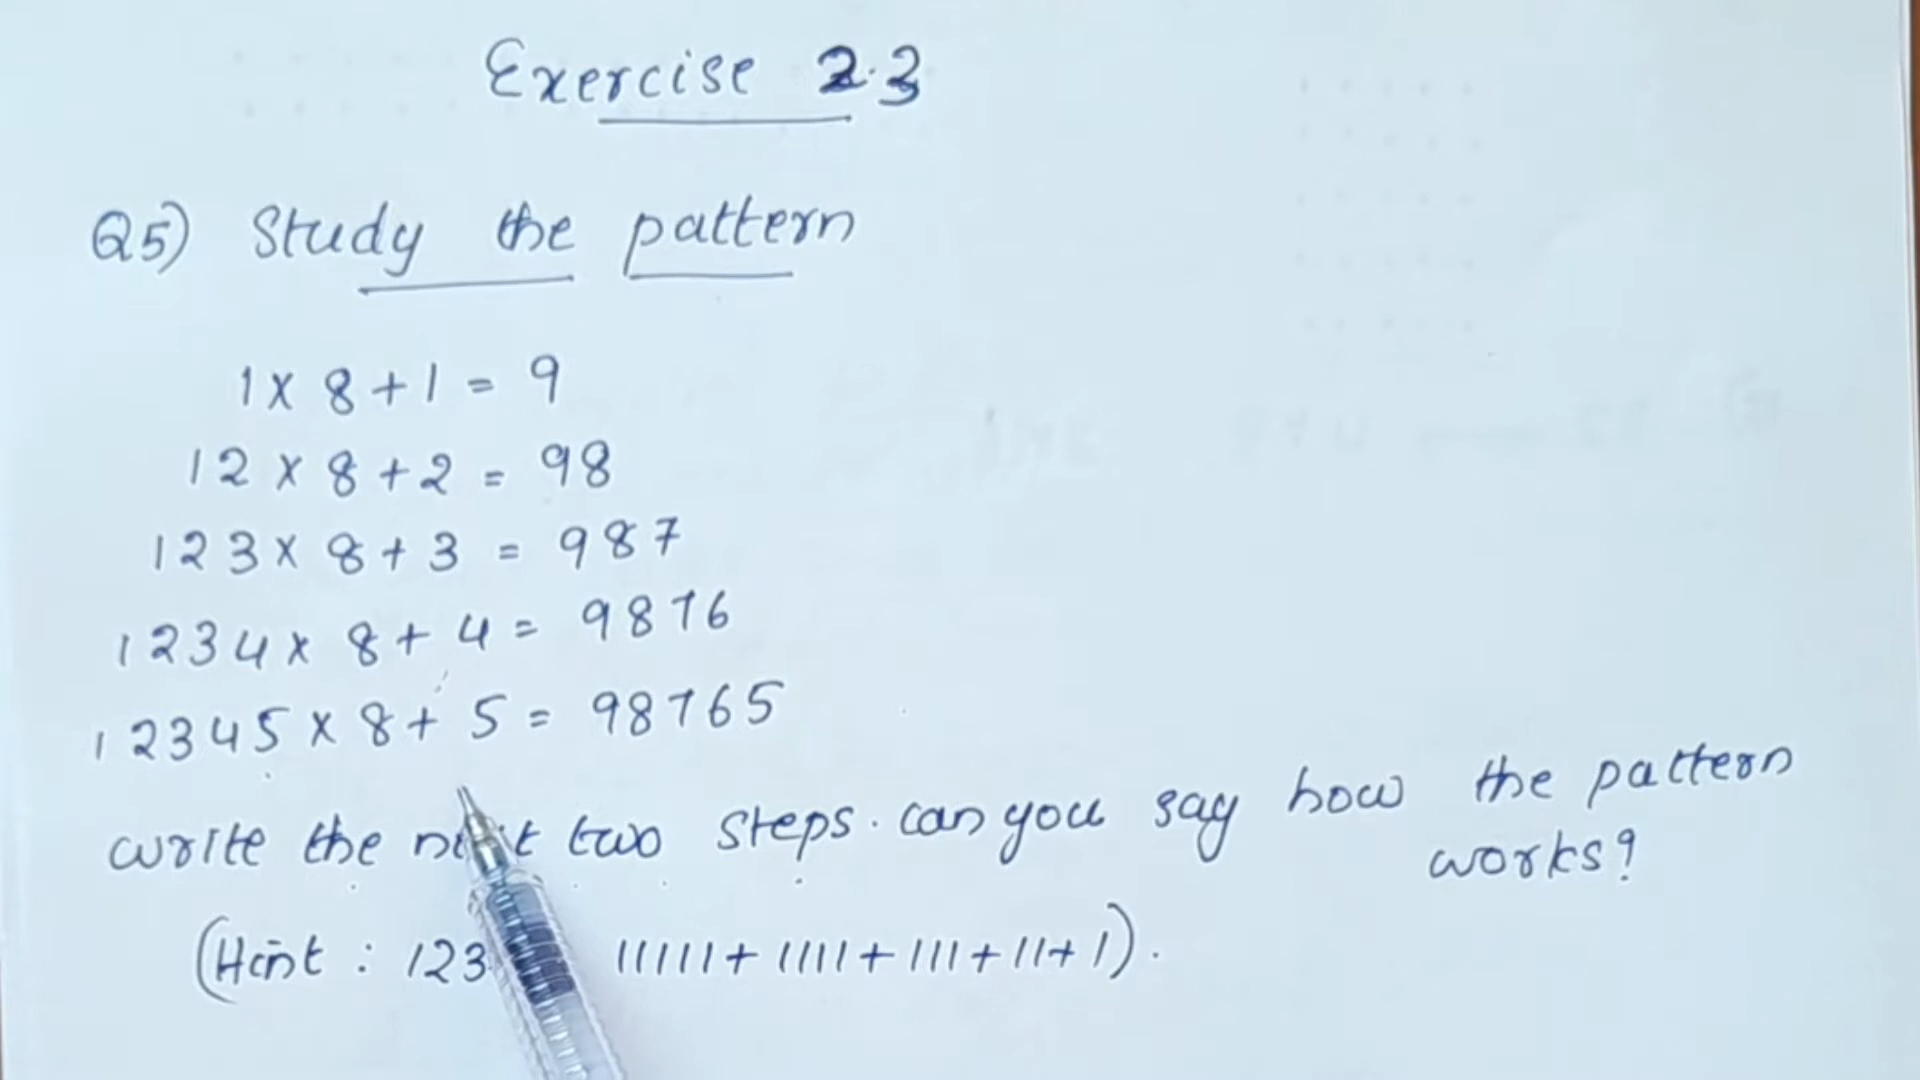 Exercise 2.3
Q5) Study the pattern
1 x 8 + 1 = 9
12 x 8 + 2 = 98
123 x 8 + 3 = 987
1234 x 8 + 4 = 9876
12345 x 8 + 5 = 98765
write the two steps. can you say how the pattern
works?
(Hint : 123 11111 + 1111 + 111 + 11 + 1).